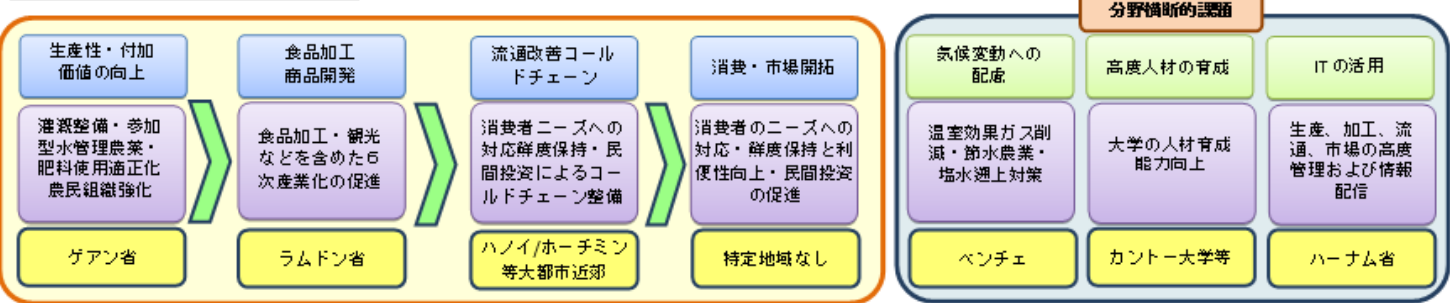 分野横断的課題
生産性・付加
価値の向上
食品加工
商品開発
流通改善コール
ドチェーン
消費・市場開拓
気候変動への
配慮
高度人材の育成
ITの活用
灌漑整備・参加
型水管理農業・
肥料使用適正化
農民組織強化
食品加工・観光
などを含めた6
次産業化の促進
消費者ニーズへの
対応鮮度保持・民
間投資によるコー
ルドチェーン整備
消費者のニーズへの
対応・鮮度保持と利
便性向上・民間投資
の促進
温室効果ガス削
減・節水農業・
塩水遡上対策
大学の人材育成
能力向上
生産、加工、流
通、市場の高度
管理および情報
配信
ゲアン省
ラムドン省
ハノイ/ホーチミン
等大都市近郊
特定地域なし
ベンチェ
カントー大学等
ハーナム省